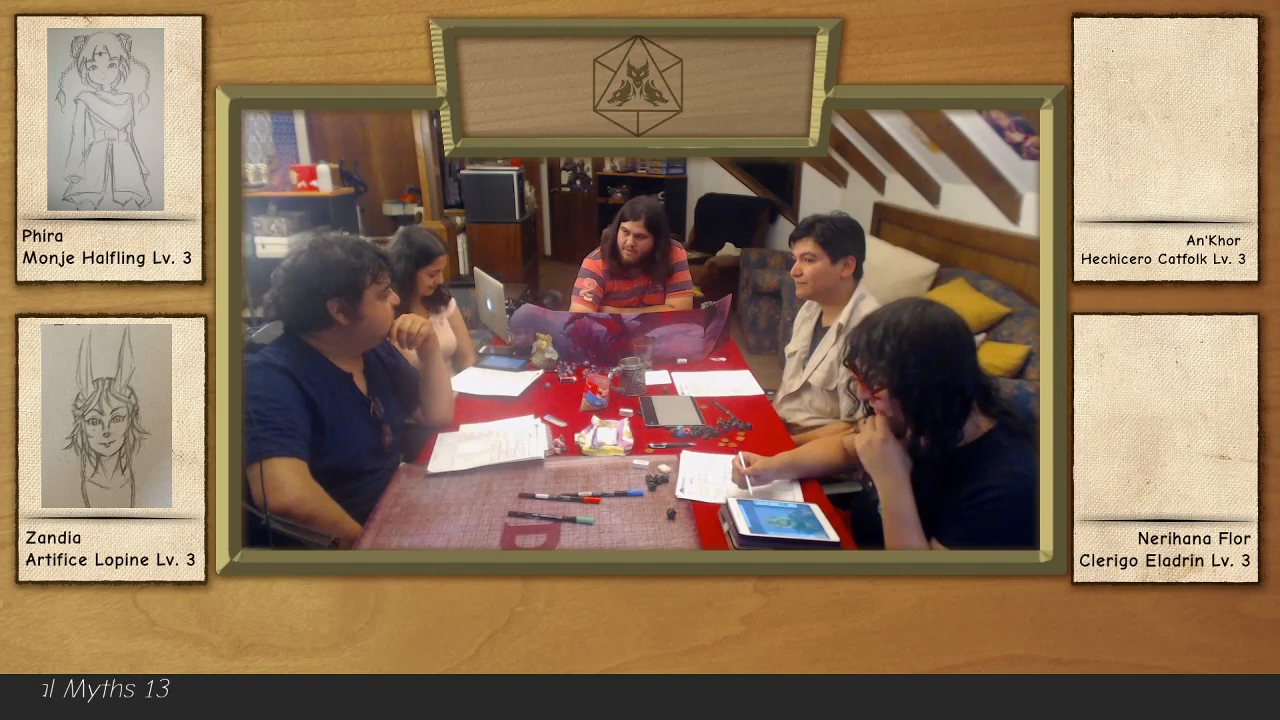 Phira
Monje Halfling Lv. 3
Zandia
Artifice Lopine Lv. 3
An'Khor
Hechicero Catfolk Lv. 3
Nerihana Flor
Clerigo Eladrin Lv. 3
Myths 13